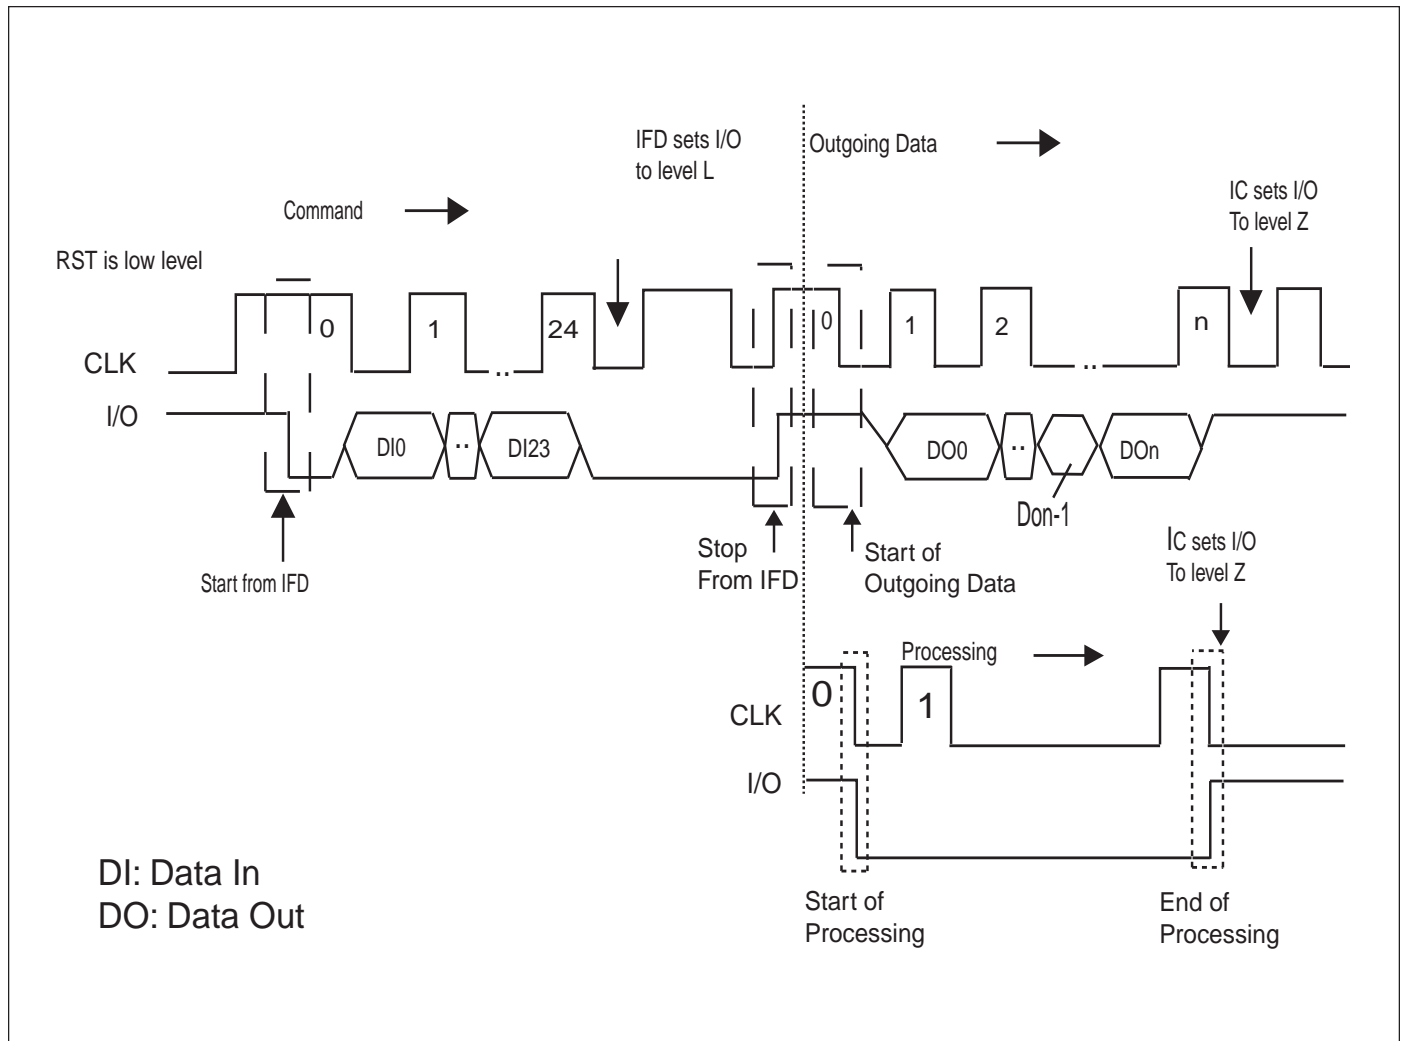 IFD sets I/O
to level L
Outgoing Data
Command
IC sets I/O
To level Z
RST is low level
0
1
24
0
1
2
n
CLK
..
..
I/O
DI0
..
DI23
DO0
..
DOn
Don-1
Start from IFD
Stop
From IFD
Start of
Outgoing Data
IC sets I/O
To level Z
Processing
0
1
CLK
I/O
DI: Data In
DO: Data Out
Start of
Processing
End of
Processing